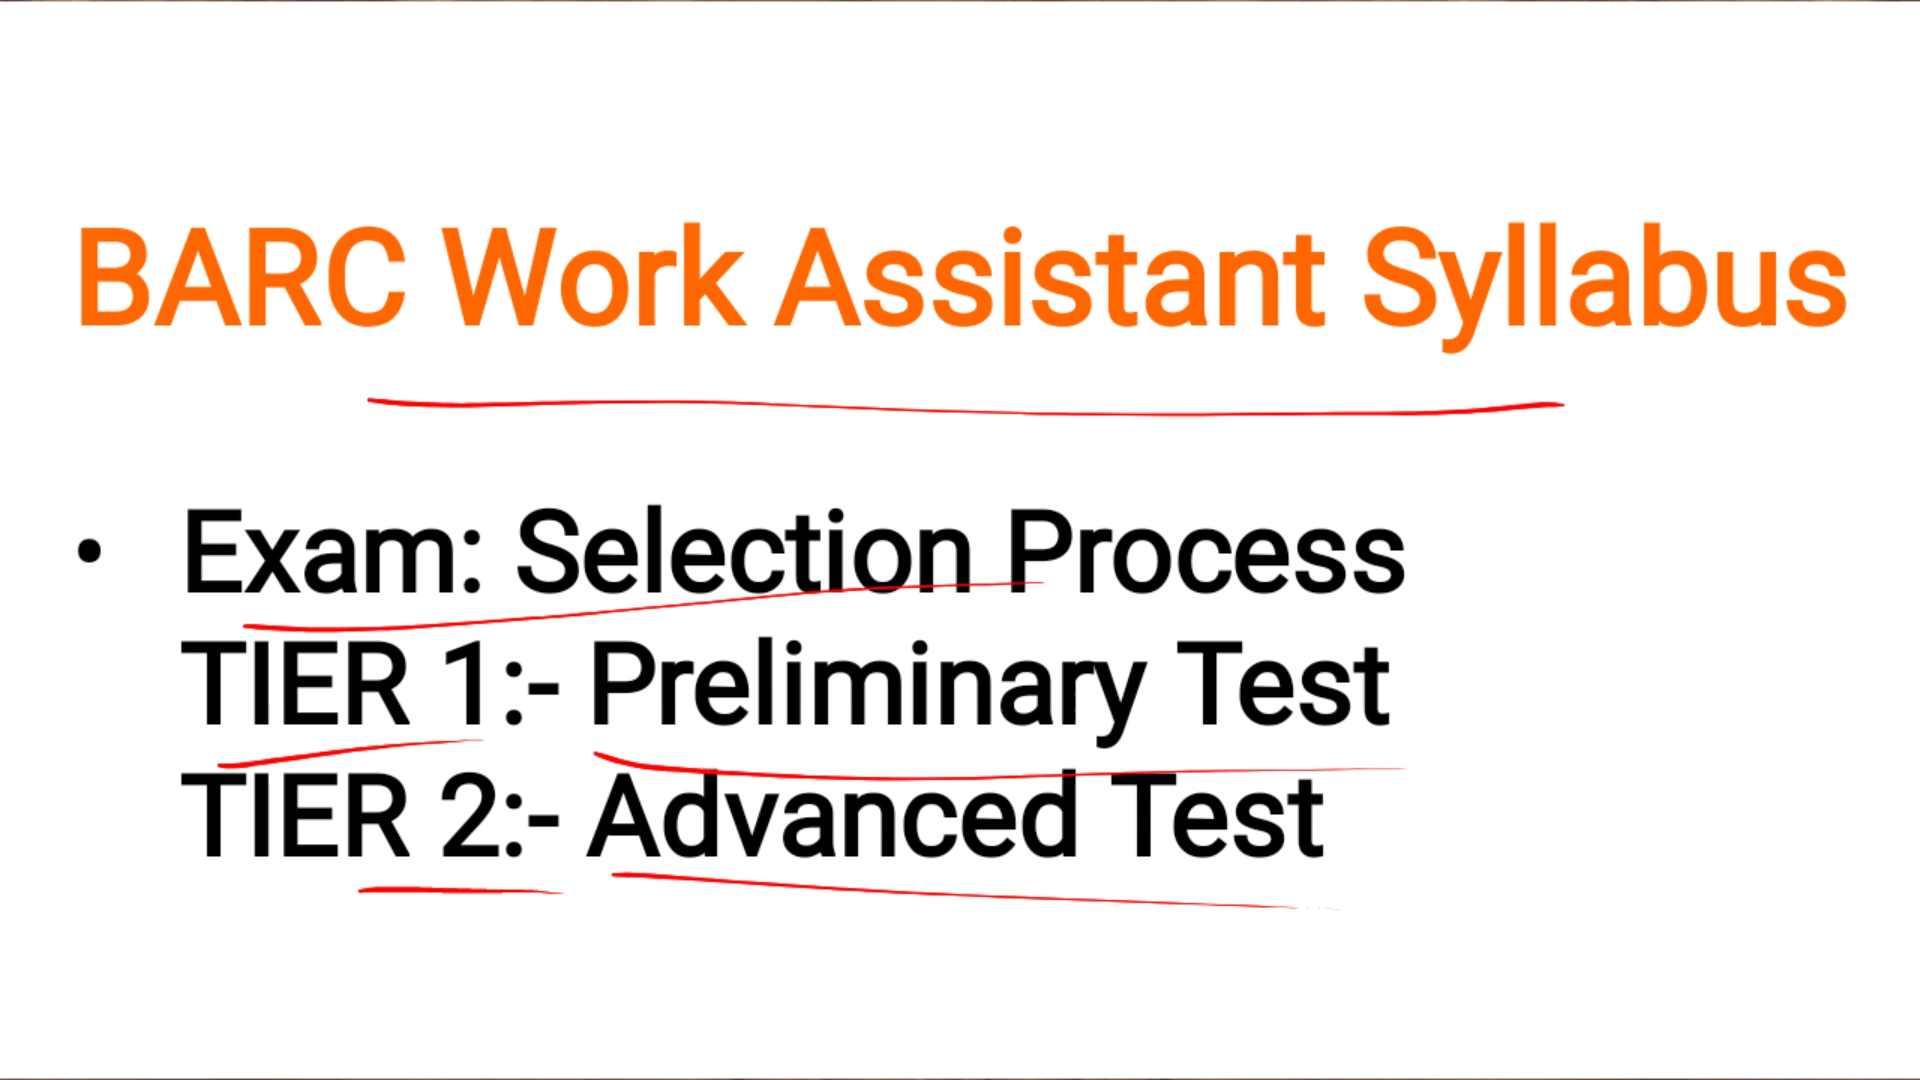 BARC Work Assistant Syllabus
• Exam: Selection Process
TIER 1:- Preliminary Test
TIER 2:- Advanced Test